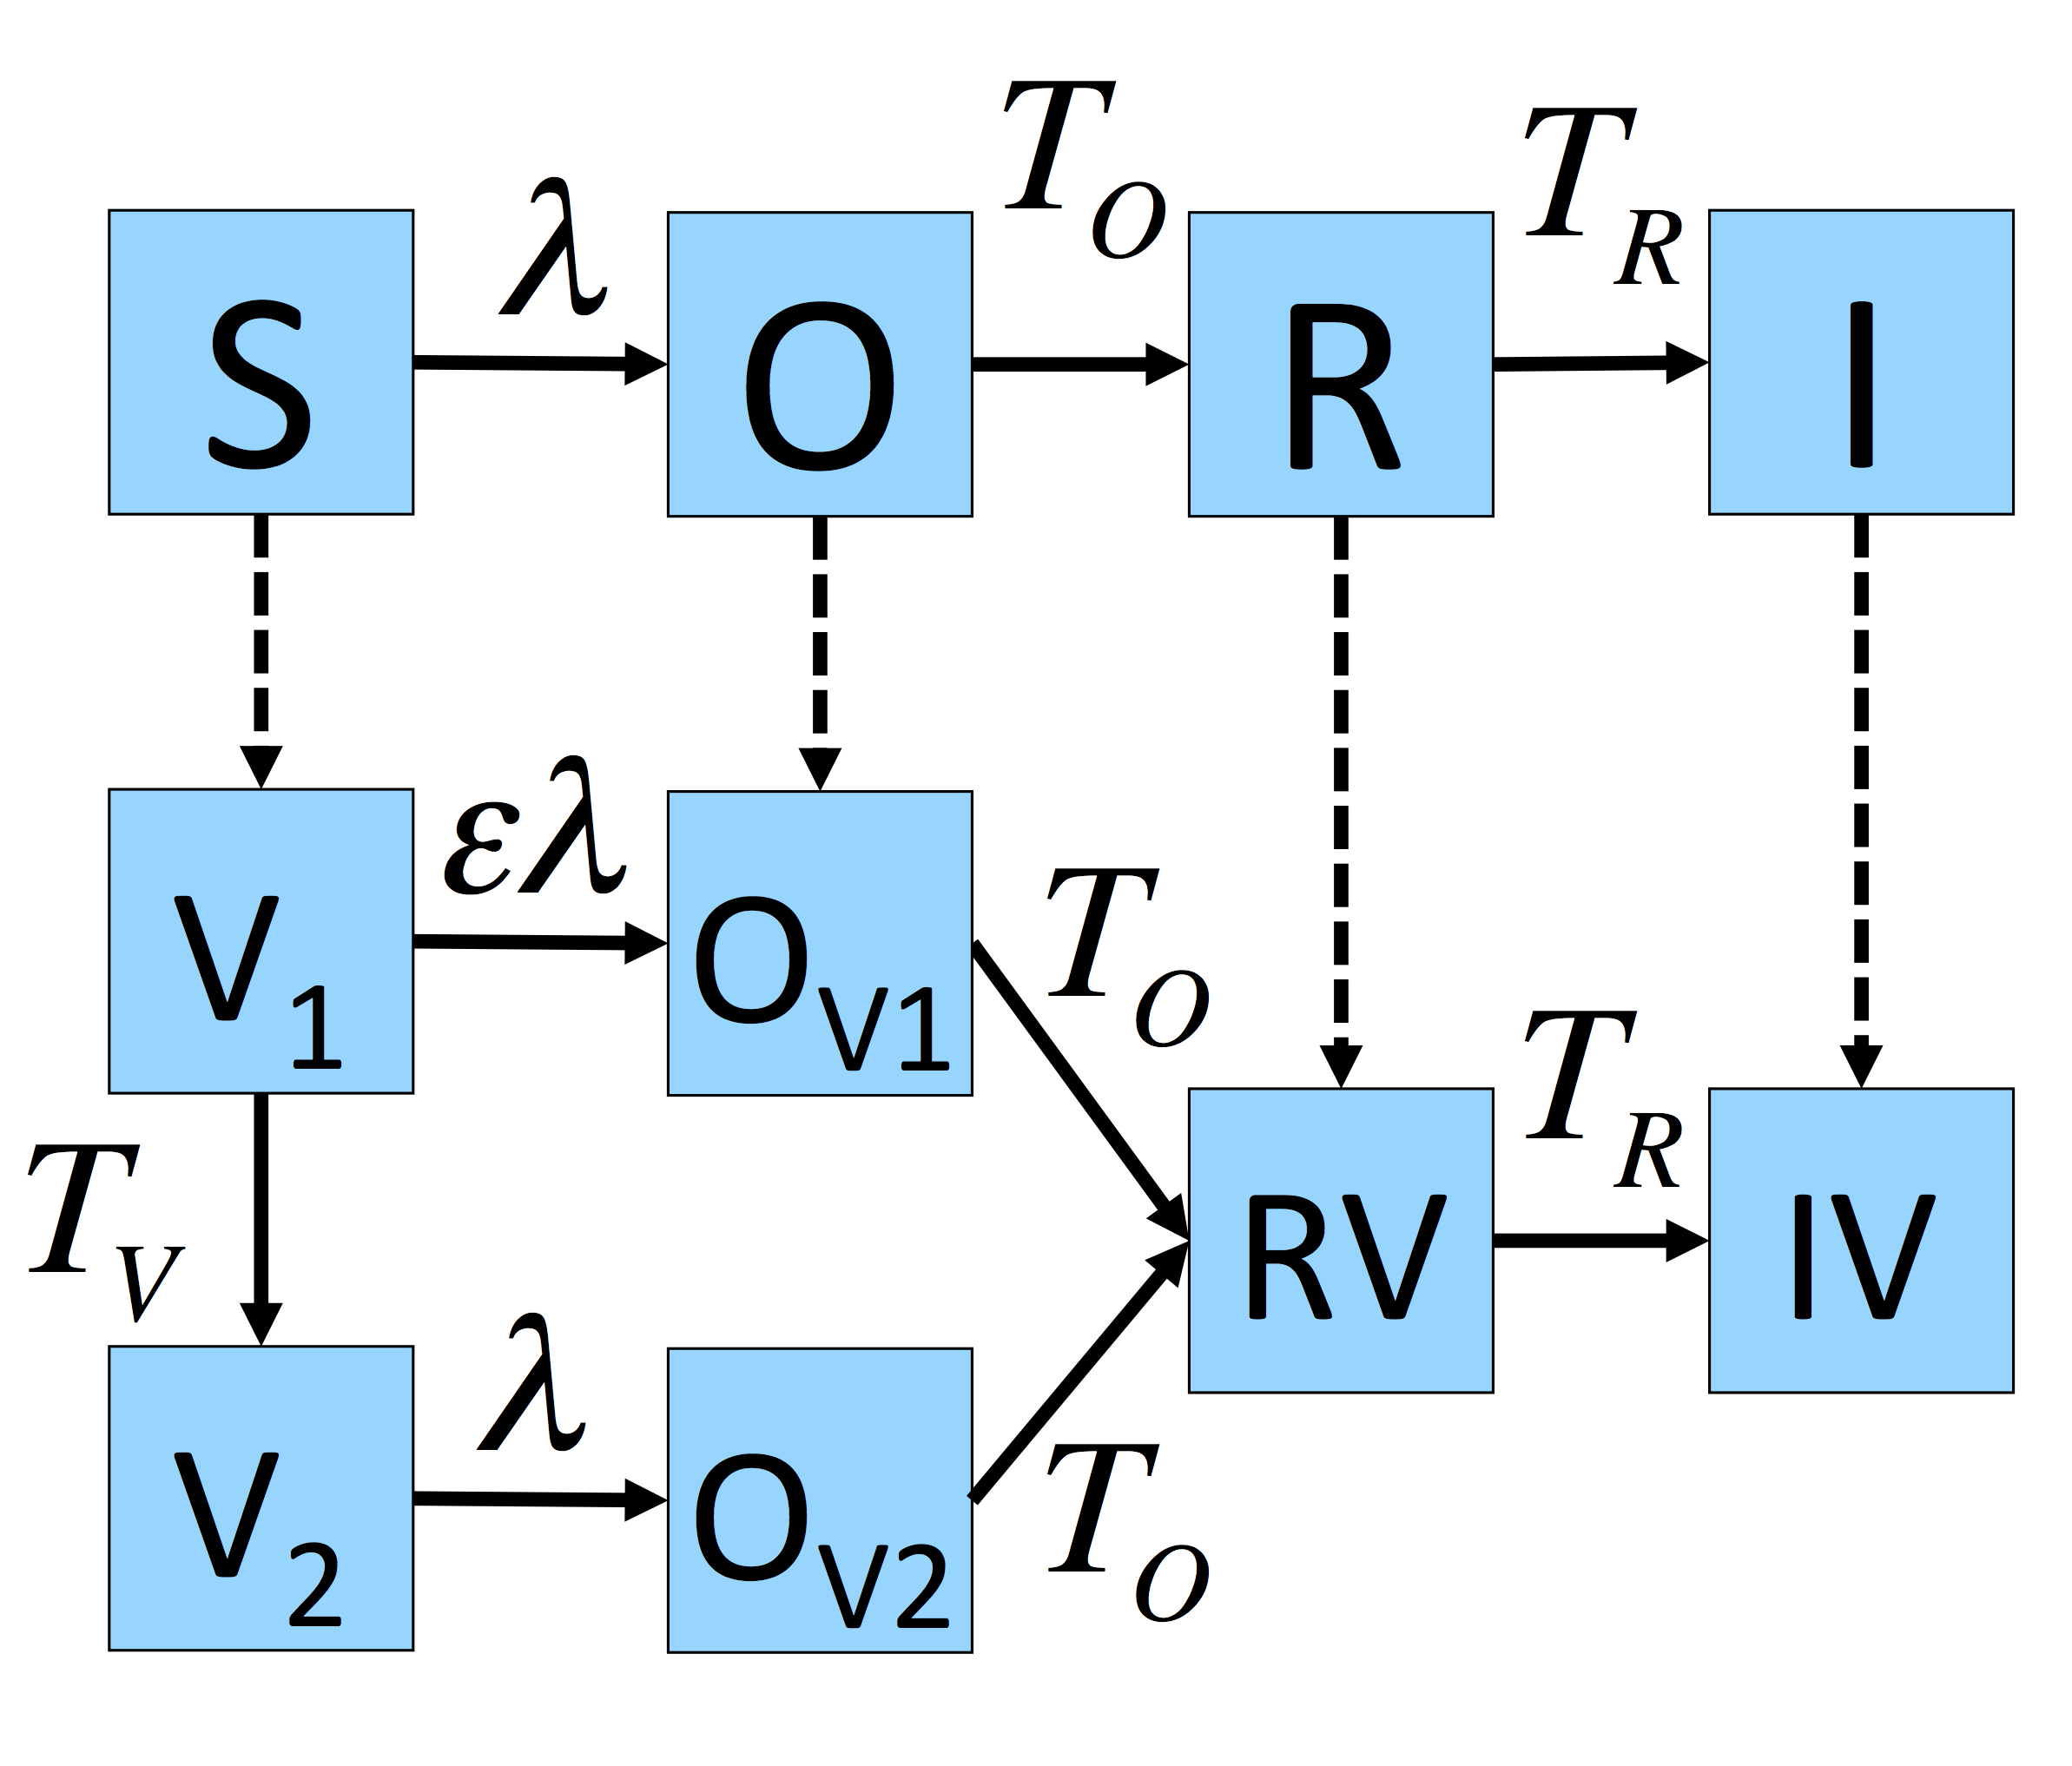 T_O T_R
λ
S O R I
ελ
V_1 O_V1 T_O
T_R
T_V RV IV
λ
V_2 O_V2 T_O